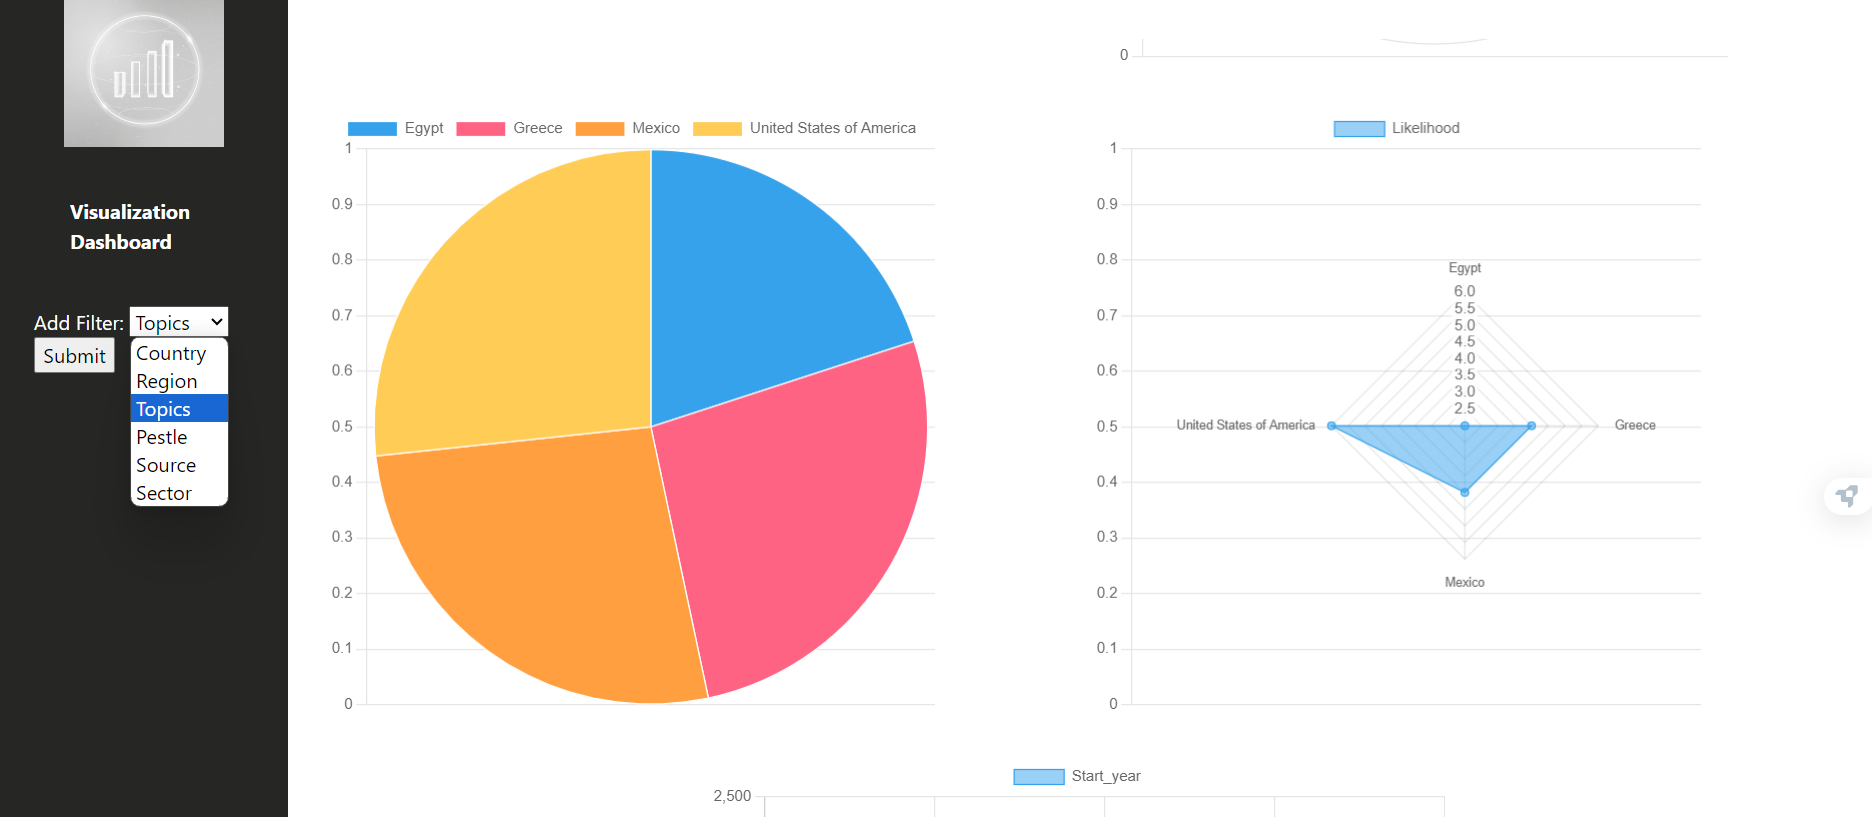 Visualization
Dashboard
Add Filter: Topics
Submit
Country
Region
Topics
Pestle
Source
Sector
0
Egypt Greece Mexico United States of America
1
0.9
0.8
0.7
0.6
0.5
0.4
0.3
0.2
0.1
0
Likelihood
1
0.9
0.8
0.7
0.6
0.5
0.4
0.3
0.2
0.1
0
Egypt
6.0
5.5
5.0
4.5
4.0
3.5
3.0
2.5
United States of America
Greece
Mexico
Start_year
2,500